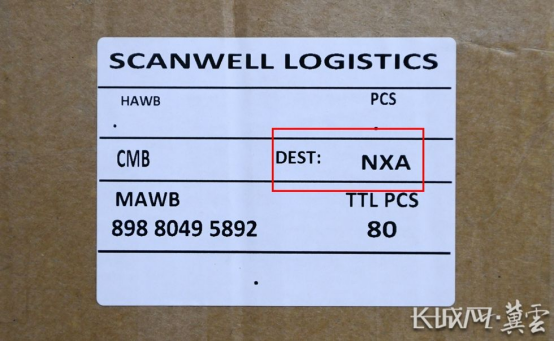 SCANWELL LOGISTICS
HAWB PCS
CMB DEST: NXA
MAWB TTL PCS
898 8049 5892 80
长城网·冀云